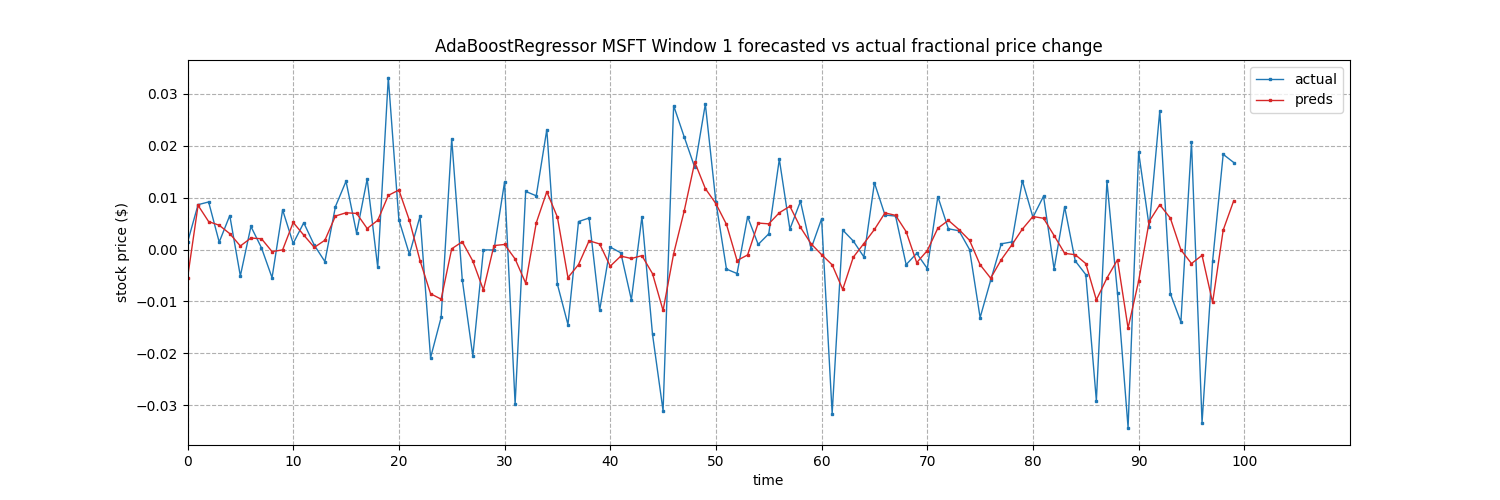 AdaBoostRegressor MSFT Window 1 forecasted vs actual fractional price change
actual
preds
stock price ($)
0.03
0.02
0.01
0.00
−0.01
−0.02
−0.03
0 10 20 30 40 50 60 70 80 90 100
time